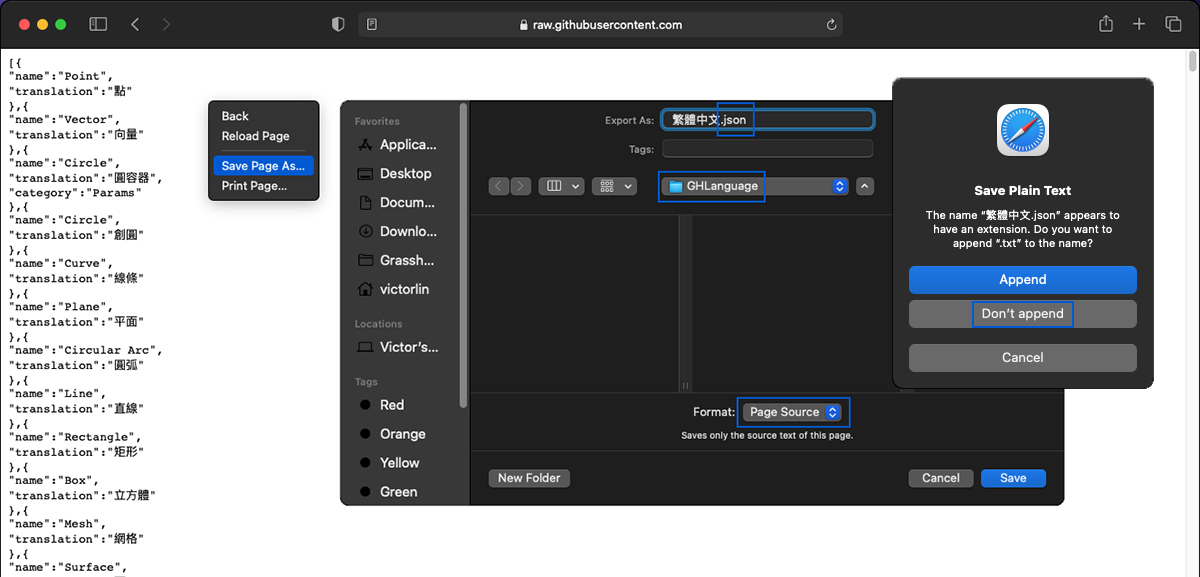 raw.githubusercontent.com
[{
"name":"Point",
"translation":"點"
},{
"name":"Vector",
"translation":"向量"
},{
"name":"Circle",
"translation":"圓容器",
"category":"Params"
},{
"name":"Circle",
"translation":"創圓"
},{
"name":"Curve",
"translation":"線條"
},{
"name":"Plane",
"translation":"平面"
},{
"name":"Circular Arc",
"translation":"圓弧"
},{
"name":"Line",
"translation":"直線"
},{
"name":"Rectangle",
"translation":"矩形"
},{
"name":"Box",
"translation":"立方體"
},{
"name":"Mesh",
"translation":"網格"
},{
"name":"Surface",
Back
Reload Page
Save Page As...
Print Page...
Favorites
Applica...
Desktop
Docum...
Downlo...
Grassh...
victorlin
Locations
Victor's...
Tags
Red
Orange
Yellow
Green
Export As: 繁體中文.json
Tags:
GHLanguage
Format: Page Source
Saves only the source text of this page.
New Folder
Cancel
Save
Save Plain Text
The name “繁體中文.json” appears to
have an extension. Do you want to
append “.txt” to the name?
Append
Don't append
Cancel